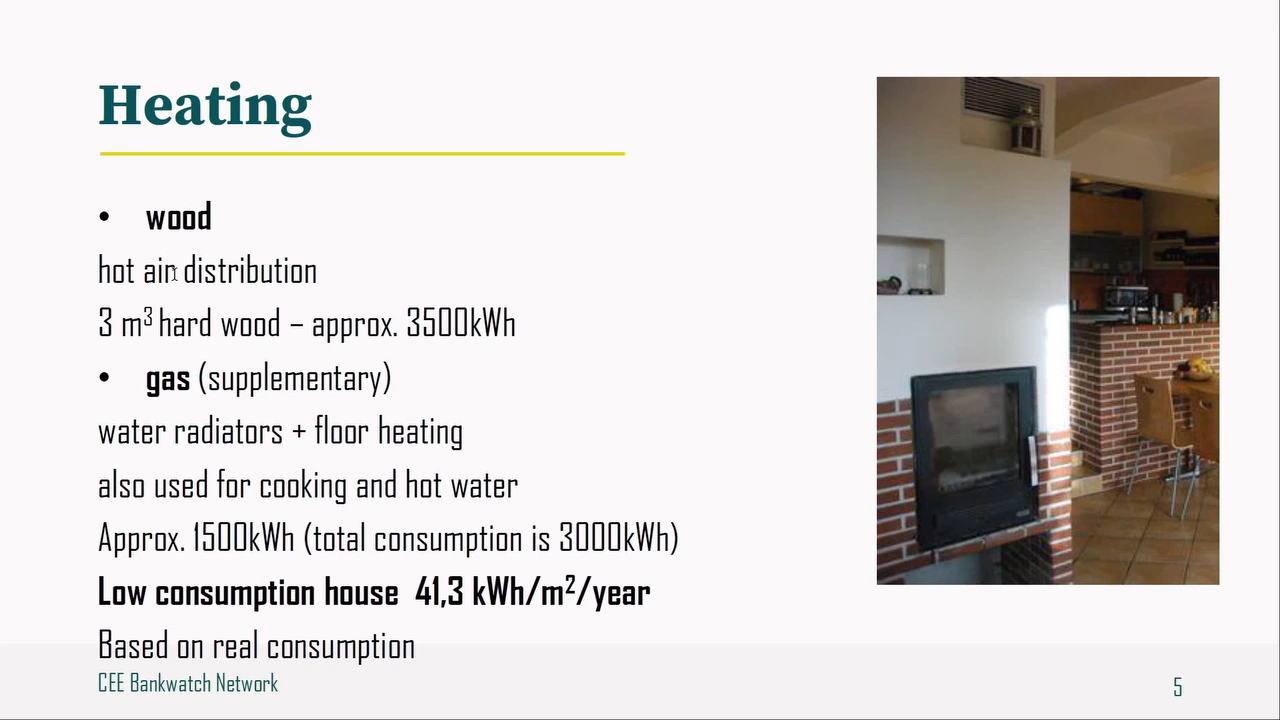 Heating
• wood
hot air distribution
3 m³ hard wood – approx. 3500kWh
• gas (supplementary)
water radiators + floor heating
also used for cooking and hot water
Approx. 1500kWh (total consumption is 3000kWh)
Low consumption house 41,3 kWh/m²/year
Based on real consumption
CEE Bankwatch Network
5